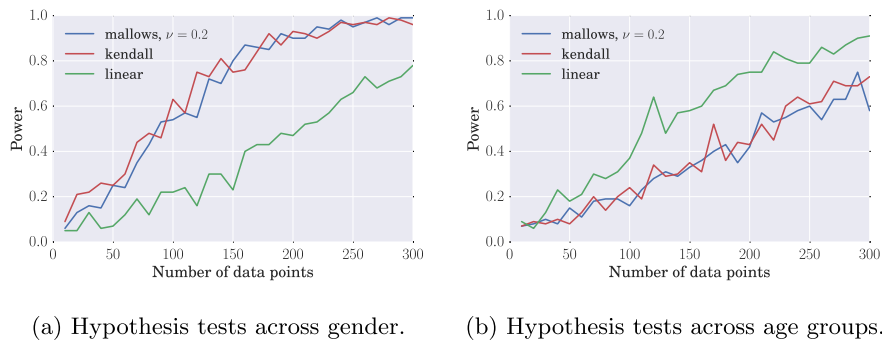 1.0
0.8
0.6
0.4
0.2
0.0
Power
mallows, ν = 0.2
kendall
linear
0 50 100 150 200 250 300
Number of data points
(a) Hypothesis tests across gender.
1.0
0.8
0.6
0.4
0.2
0.0
Power
mallows, ν = 0.2
kendall
linear
0 50 100 150 200 250 300
Number of data points
(b) Hypothesis tests across age groups.